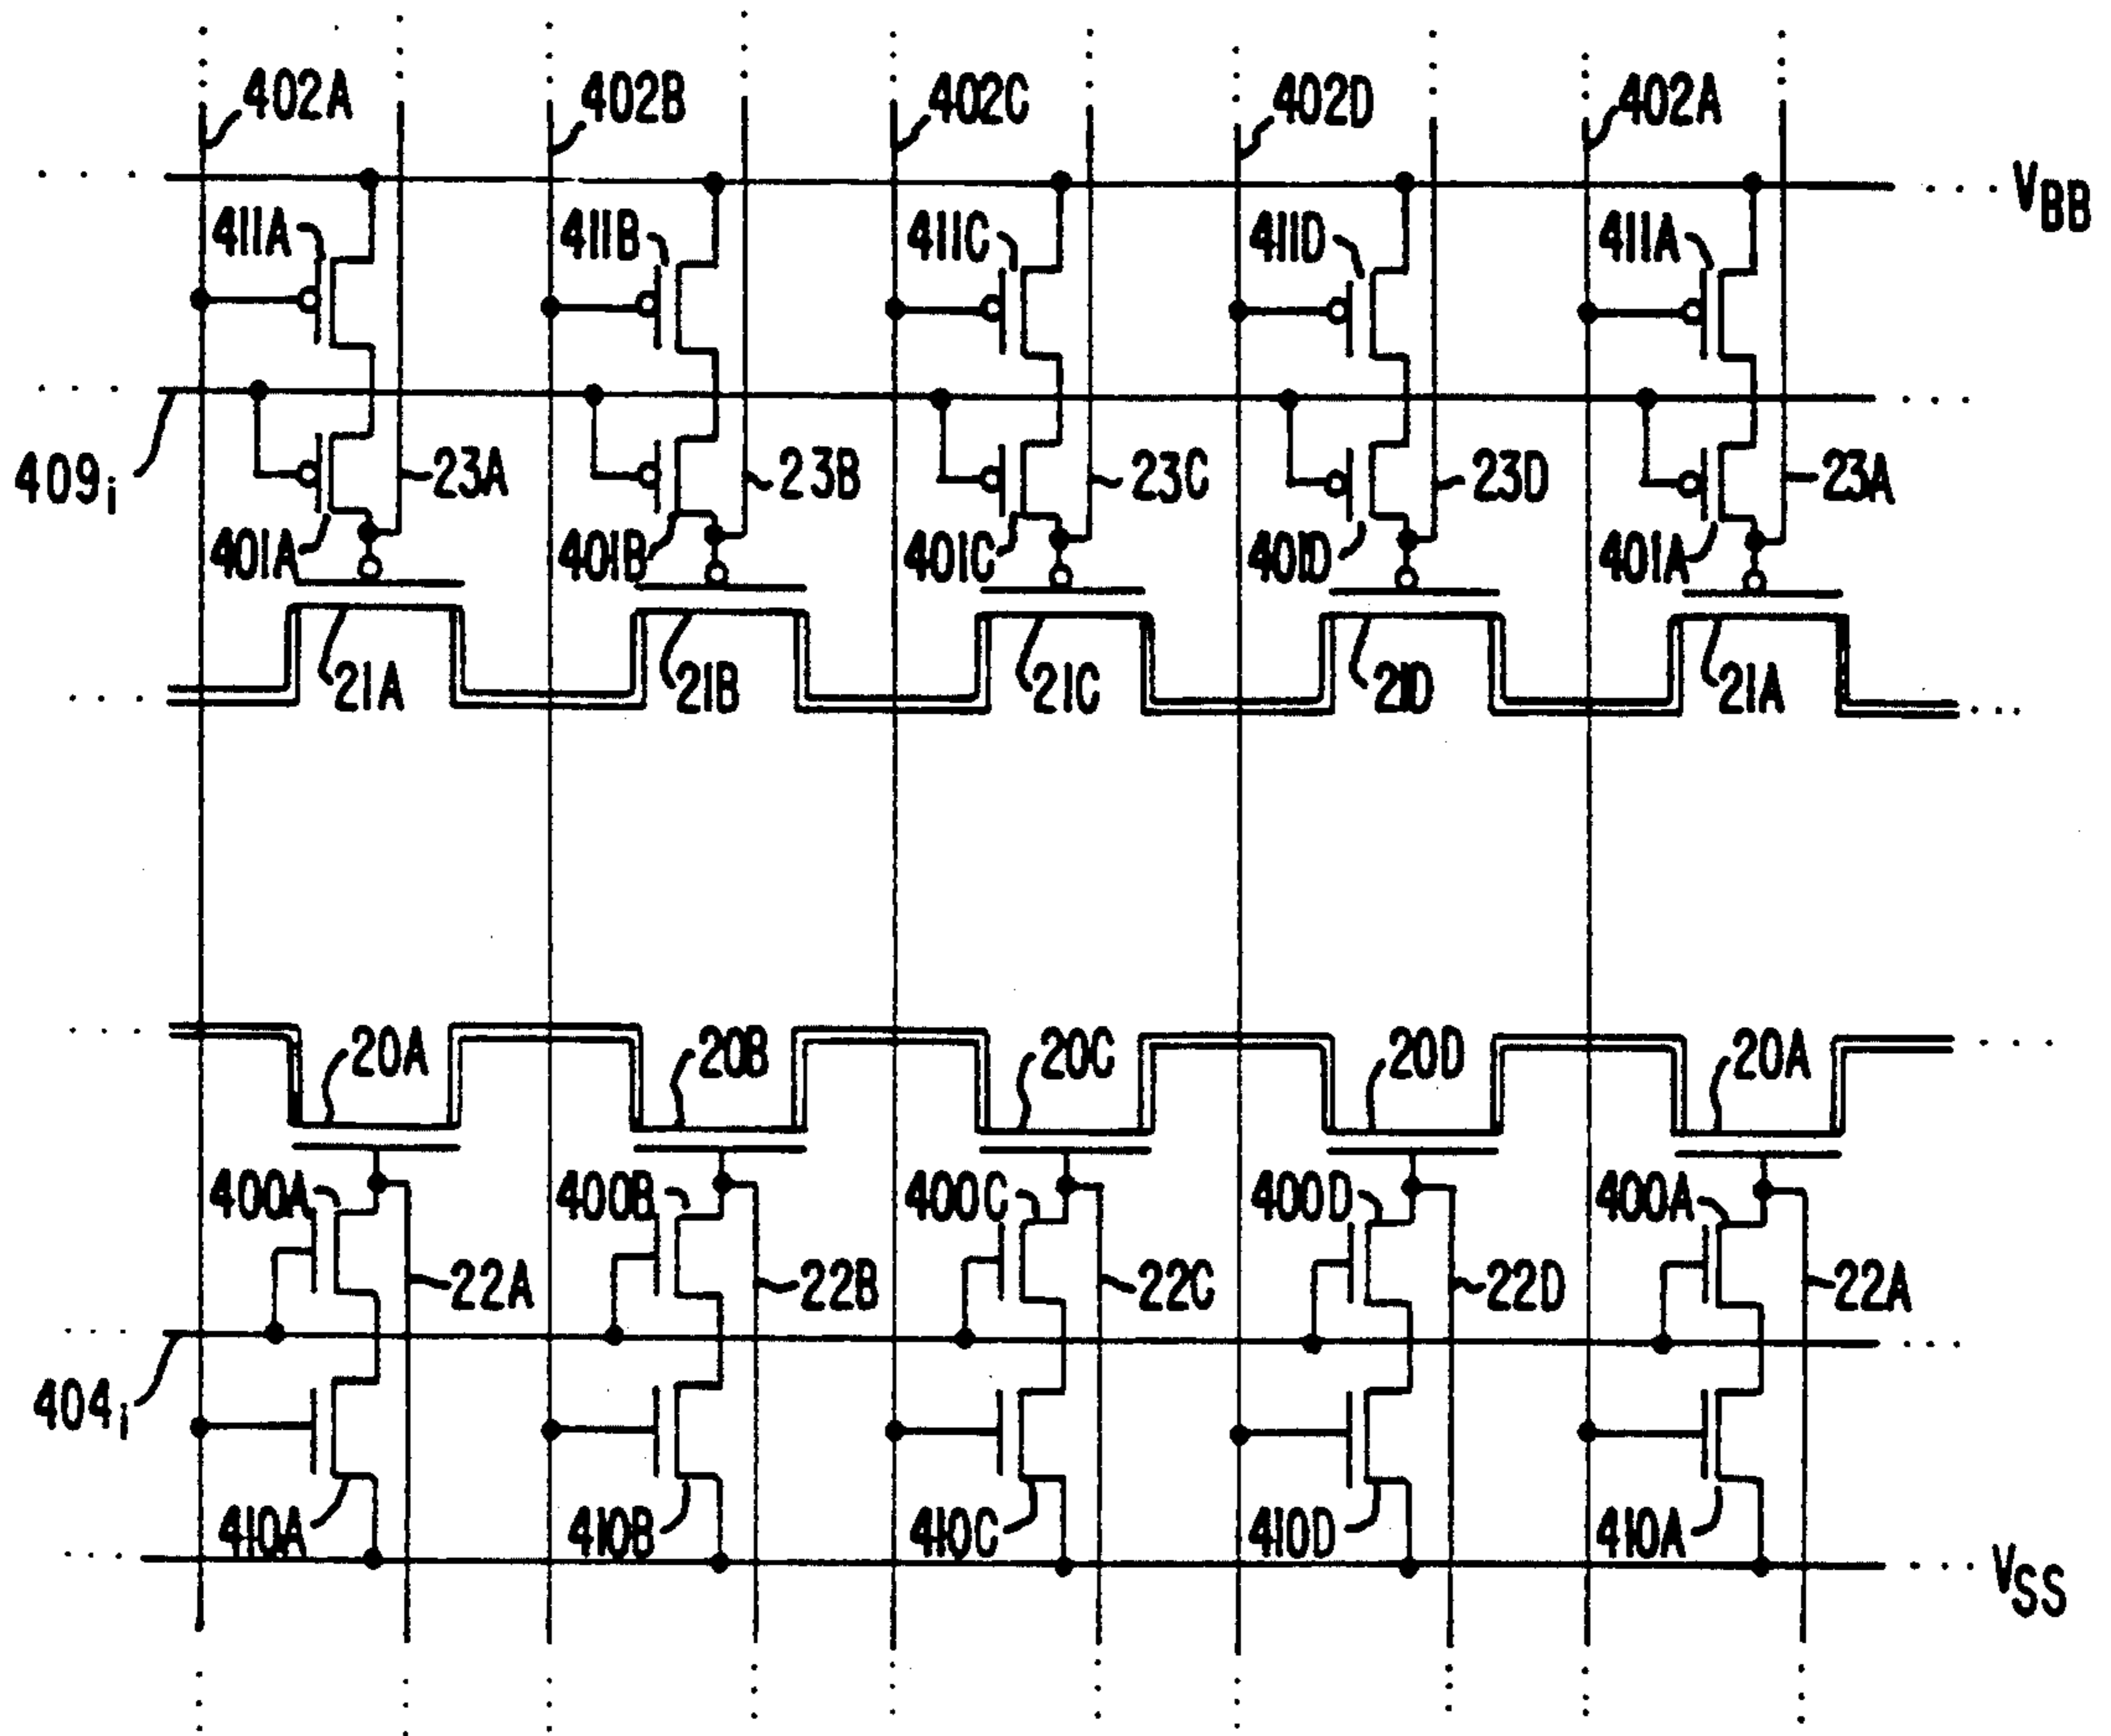 402A 402B 402C 402D 402A
VBB
411A 411B 411C 411D 411A
409i 23A 23B 23C 23D 23A
401A 401B 401C 401D 401A
21A 21B 21C 21D 21A
20A 20B 20C 20D 20A
400A 400B 400C 400D 400A
22A 22B 22C 22D 22A
404i
410A 410B 410C 410D 410A
VSS